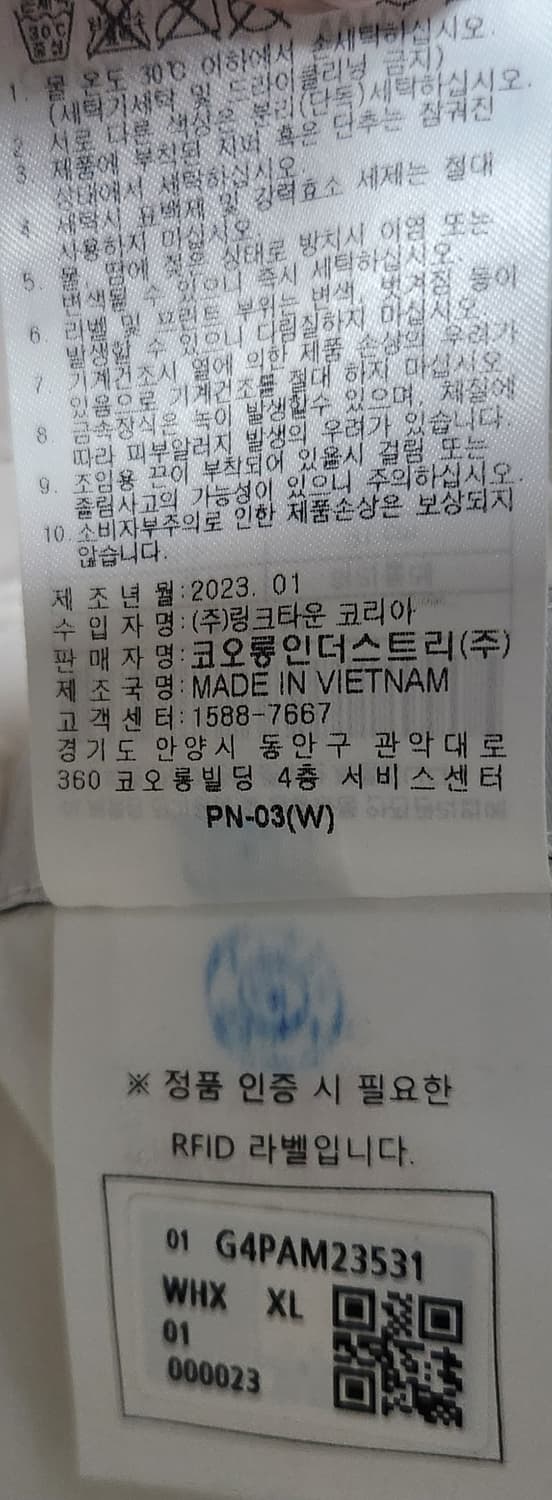 30℃
중성
1. 물 온도 30℃ 이하에서 손세탁하십시오.
(세탁기세탁 및 드라이클리닝 금지)
2 서로 다른 색상은 분리(단독)세탁하십시오.
3 제품에 부착된 지퍼 혹은 단추는 잠궈진
상태에서 세탁하십시오.
4 세탁시 표백제 및 강력효소 세제는 절대
사용하지 마십시오.
5. 물, 땀에 젖은 상태로 방치시 이염 또는
변색될 수 있으니 즉시 세탁하십시오.
6. 라벨 및 프린트 부위는 변색, 벗겨짐 등이
발생할 수 있으니 다림질하지 마십시오.
7 기계건조시 열에 의한 제품 손상의 우려가
있음으로 기계건조를 절대 하지 마십시오
8 금속장식은 녹이 발생할수 있으며, 체질에
따라 피부알러지 발생의 우려가 있습니다
9. 조임용 끈이 부착되어 있을시 걸림 또는
졸림사고의 가능성이 있으니 주의하십시오.
10. 소비자부주의로 인한 제품손상은 보상되지
않습니다.
제 조 년 월:2023. 01
수 입 자 명:(주)링크타운 코리아
판 매 자 명:코오롱인더스트리(주)
제 조 국 명:MADE IN VIETNAM
고 객 센 터:1588-7667
경기도 안양시 동안구 관악대로
360 코오롱빌딩 4층 서비스센터
PN-03(W)
※ 정품 인증 시 필요한
RFID 라벨입니다.
01 G4PAM23531
WHX XL
01
000023